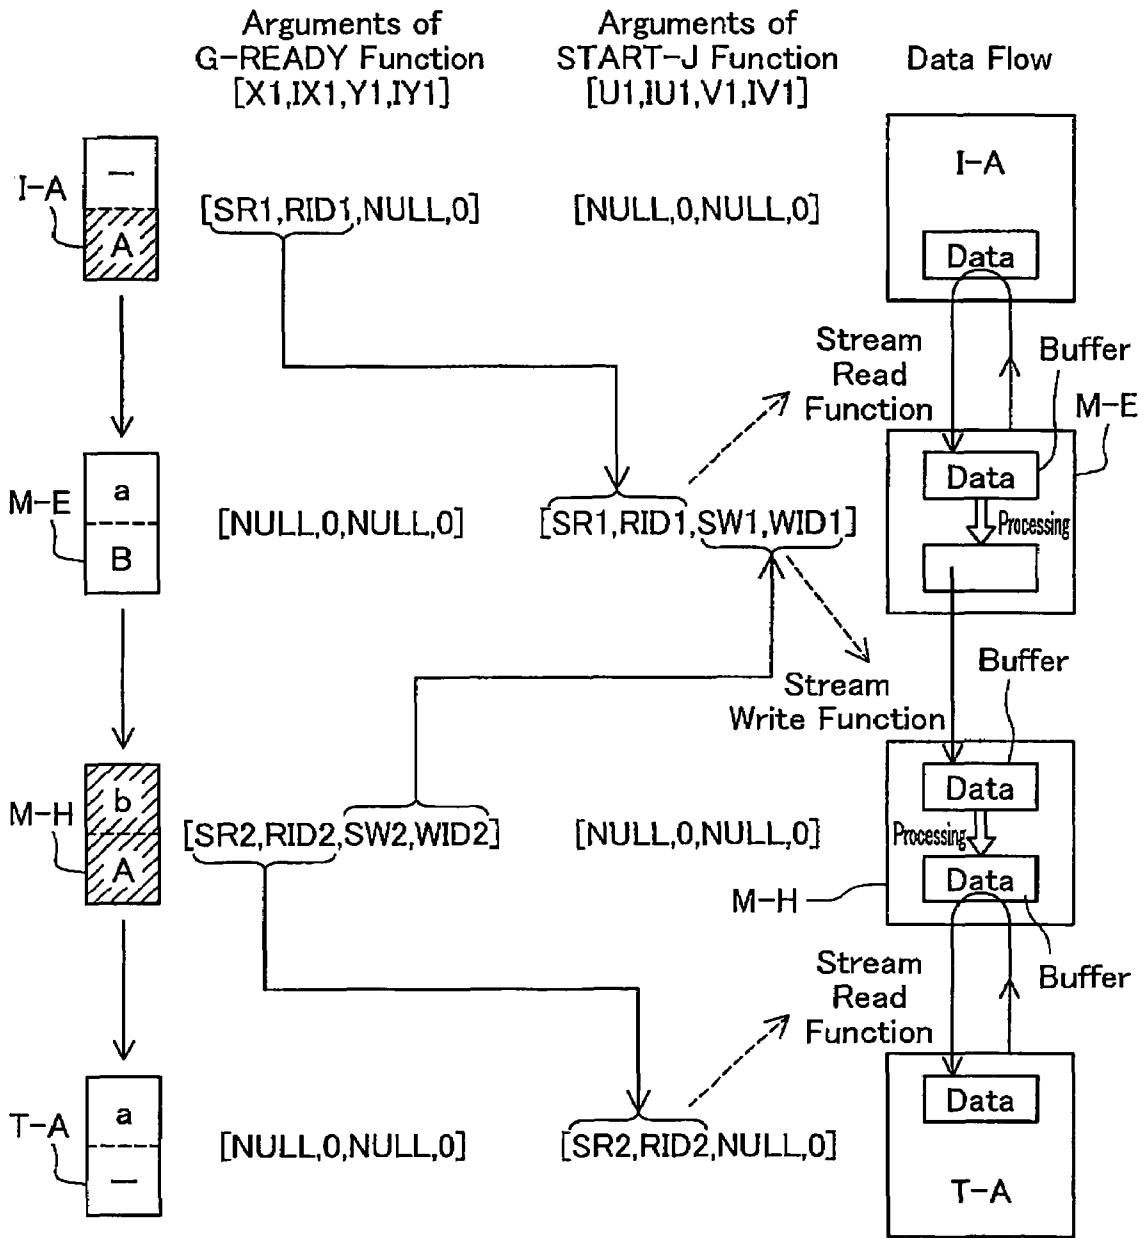 Arguments of
G-READY Function
[X1,IX1,Y1,IY1]
Arguments of
START-J Function
[U1,IU1,V1,IV1]
Data Flow
I-A
—
A
[SR1,RID1,NULL,0]
[NULL,0,NULL,0]
I-A
Data
Stream
Read
Function
Buffer
M-E
M-E
a
B
[NULL,0,NULL,0]
[SR1,RID1,SW1,WID1]
Data
Processing
Stream
Write Function
Buffer
M-H
b
A
[SR2,RID2,SW2,WID2]
[NULL,0,NULL,0]
Data
Processing
Data
M-H
Buffer
Stream
Read
Function
T-A
a
—
[NULL,0,NULL,0]
[SR2,RID2,NULL,0]
Data
T-A